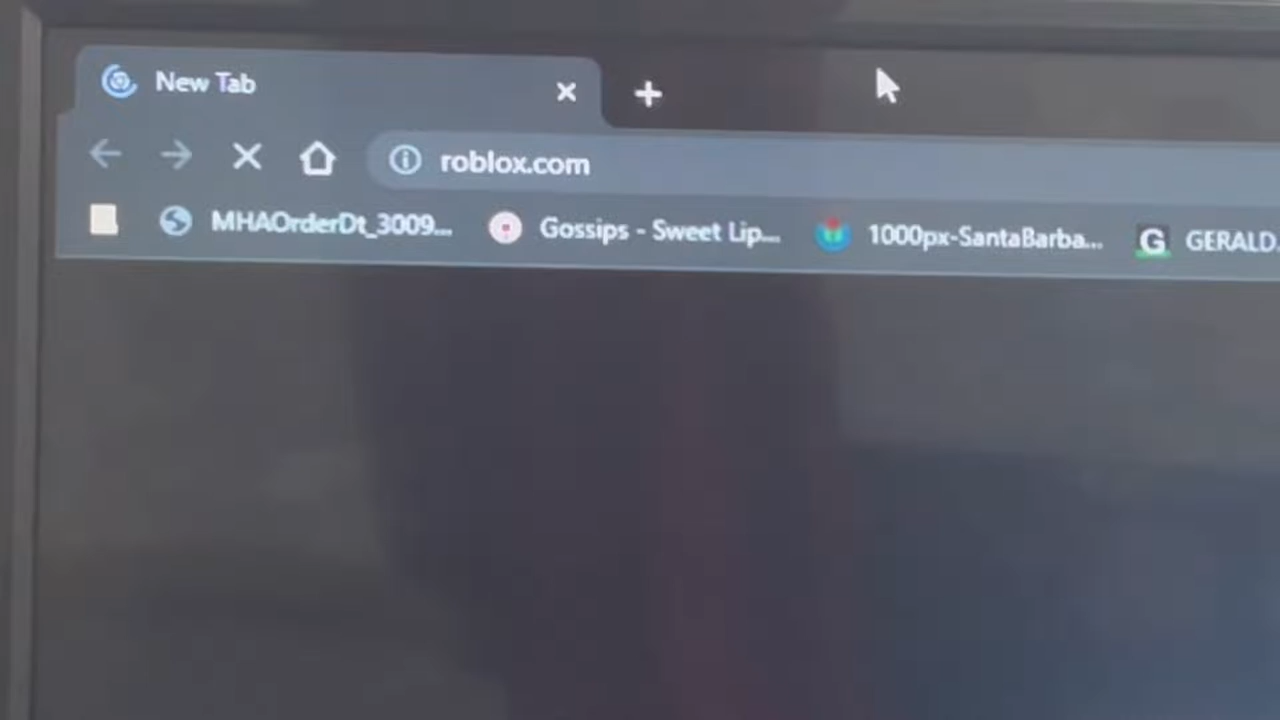 New Tab
roblox.com
MHAOrderDt_3009... Gossips - Sweet Lip... 1000px-SantaBarba... G GERALD.